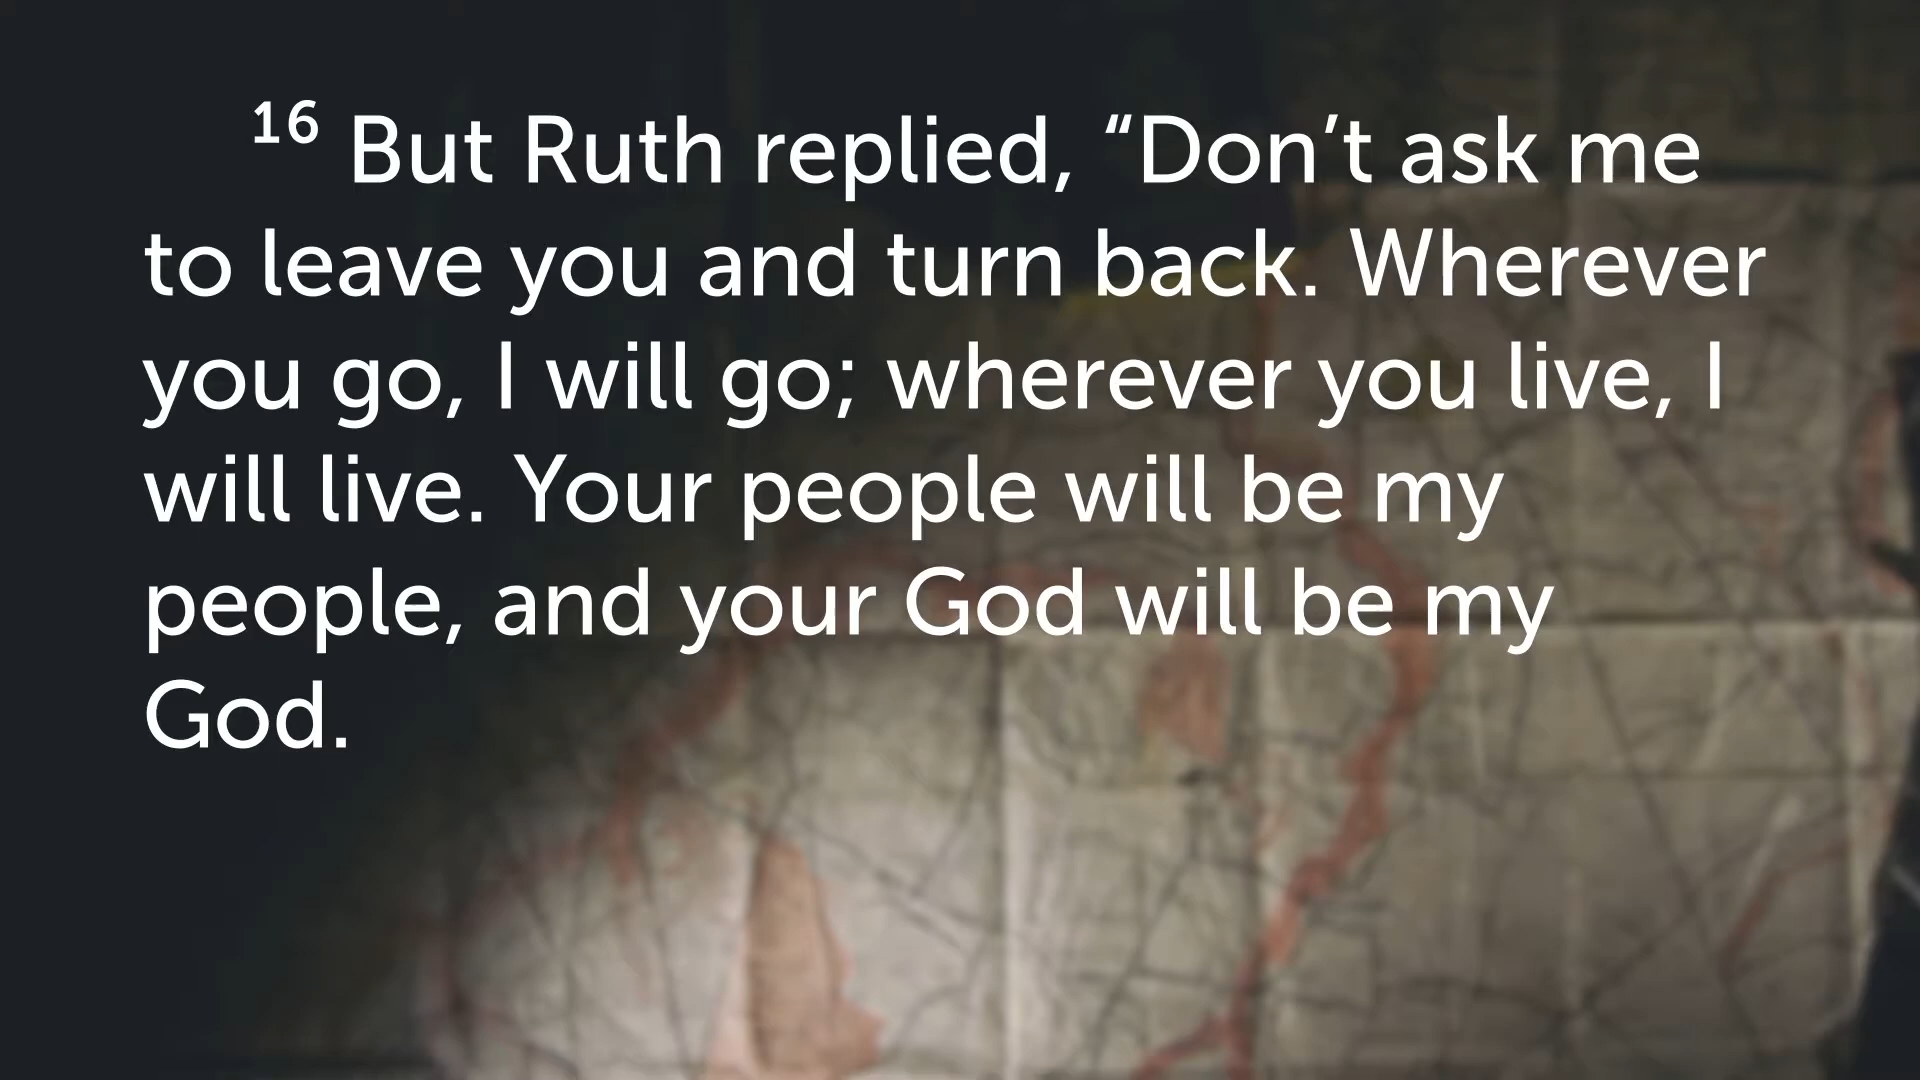 16 But Ruth replied, “Don’t ask me
to leave you and turn back. Wherever
you go, I will go; wherever you live, I
will live. Your people will be my
people, and your God will be my
God.